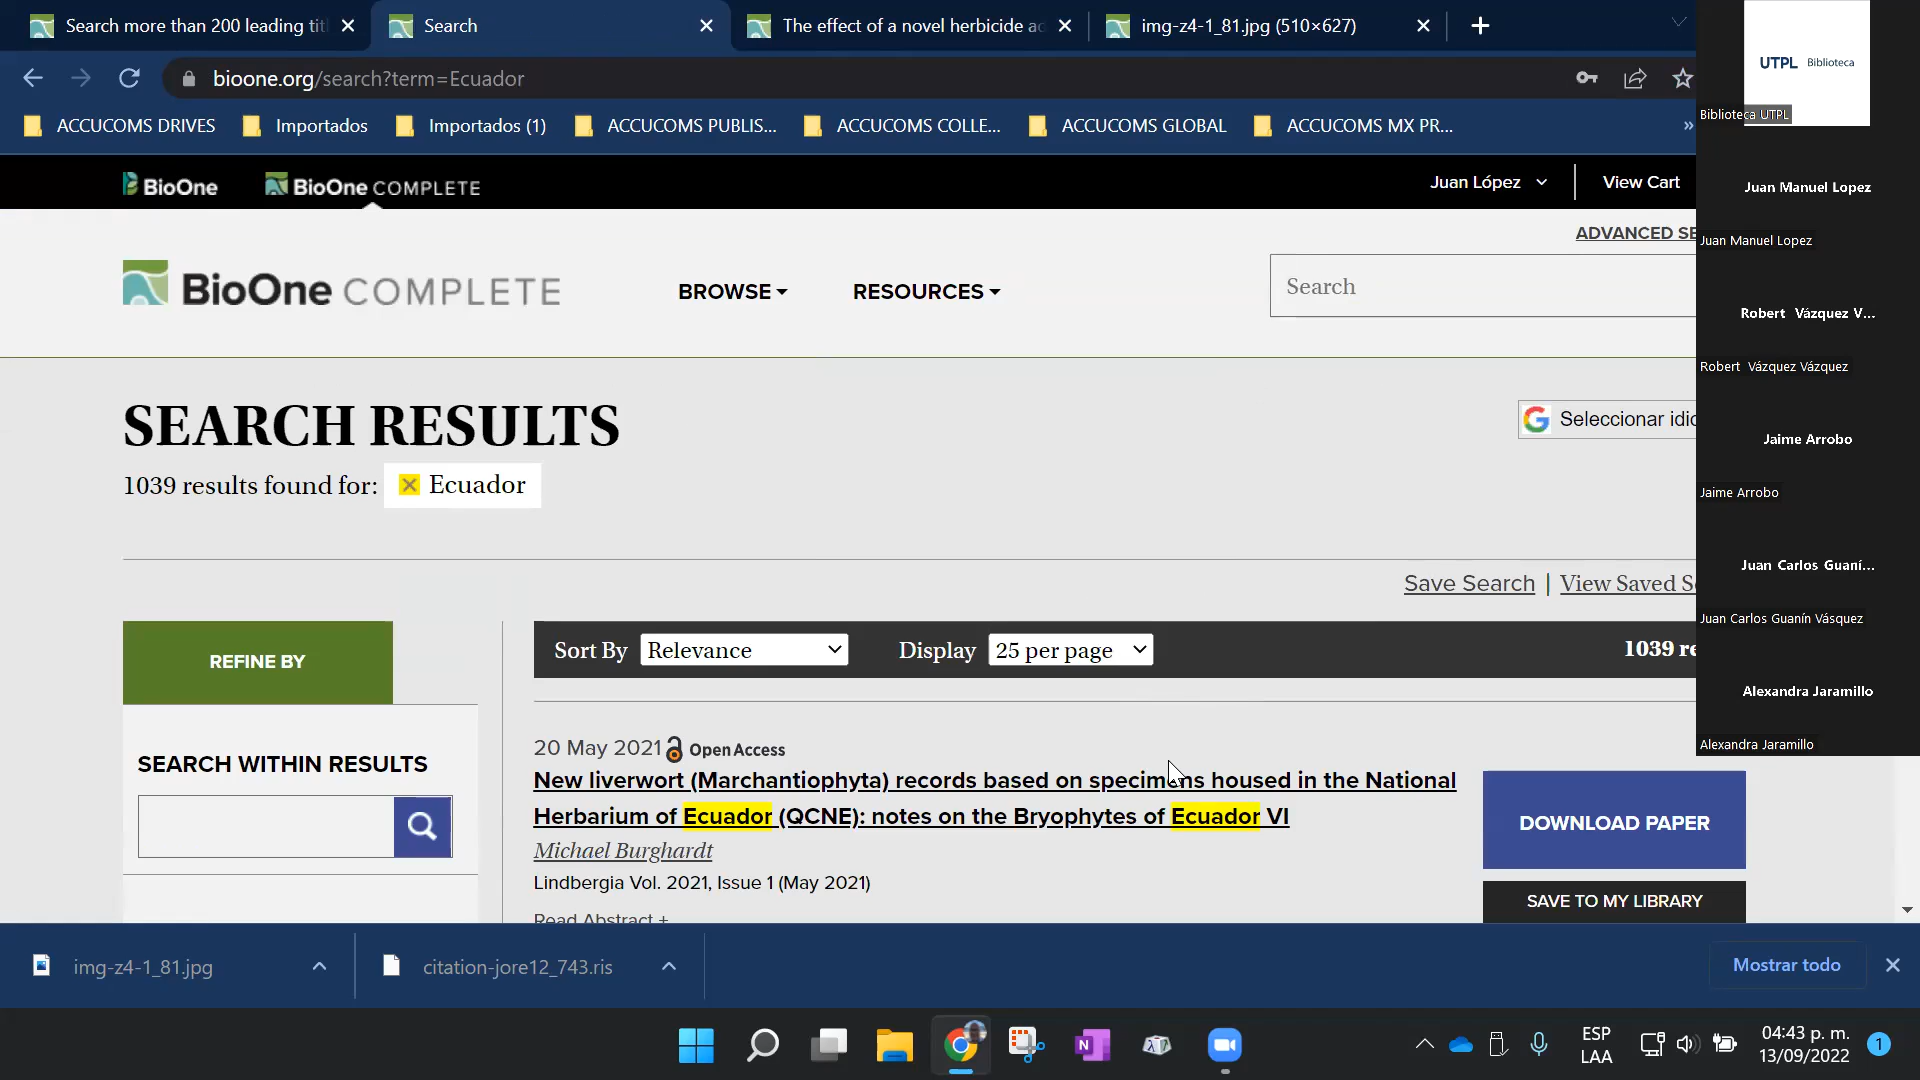 Search more than 200 leading tit
Search
The effect of a novel herbicide ad
img-z4-1_81.jpg (510×627)
bioone.org/search?term=Ecuador
ACCUCOMS DRIVES
Importados
Importados (1)
ACCUCOMS PUBLIS...
ACCUCOMS COLLE...
ACCUCOMS GLOBAL
ACCUCOMS MX PR...
»
BioOne
BioOne COMPLETE
Juan López
View Cart
ADVANCED SE
BioOne COMPLETE
BROWSE
RESOURCES
Search
SEARCH RESULTS
1039 results found for: Ecuador
Seleccionar idio
Save Search | View Saved S
REFINE BY
Sort By Relevance Display 25 per page 1039 re
SEARCH WITHIN RESULTS
20 May 2021 Open Access
New liverwort (Marchantiophyta) records based on specimens housed in the National
Herbarium of Ecuador (QCNE): notes on the Bryophytes of Ecuador VI
Michael Burghardt
Lindbergia Vol. 2021, Issue 1 (May 2021)
Read Abstract +
DOWNLOAD PAPER
SAVE TO MY LIBRARY
UTPL Biblioteca
Biblioteca UTPL
Juan Manuel Lopez
Juan Manuel Lopez
Robert Vázquez V...
Robert Vázquez Vázquez
Jaime Arrobo
Jaime Arrobo
Juan Carlos Guaní...
Juan Carlos Guanín Vásquez
Alexandra Jaramillo
Alexandra Jaramillo
img-z4-1_81.jpg
citation-jore12_743.ris
Mostrar todo
N
ESP
LAA
04:43 p. m.
13/09/2022
1